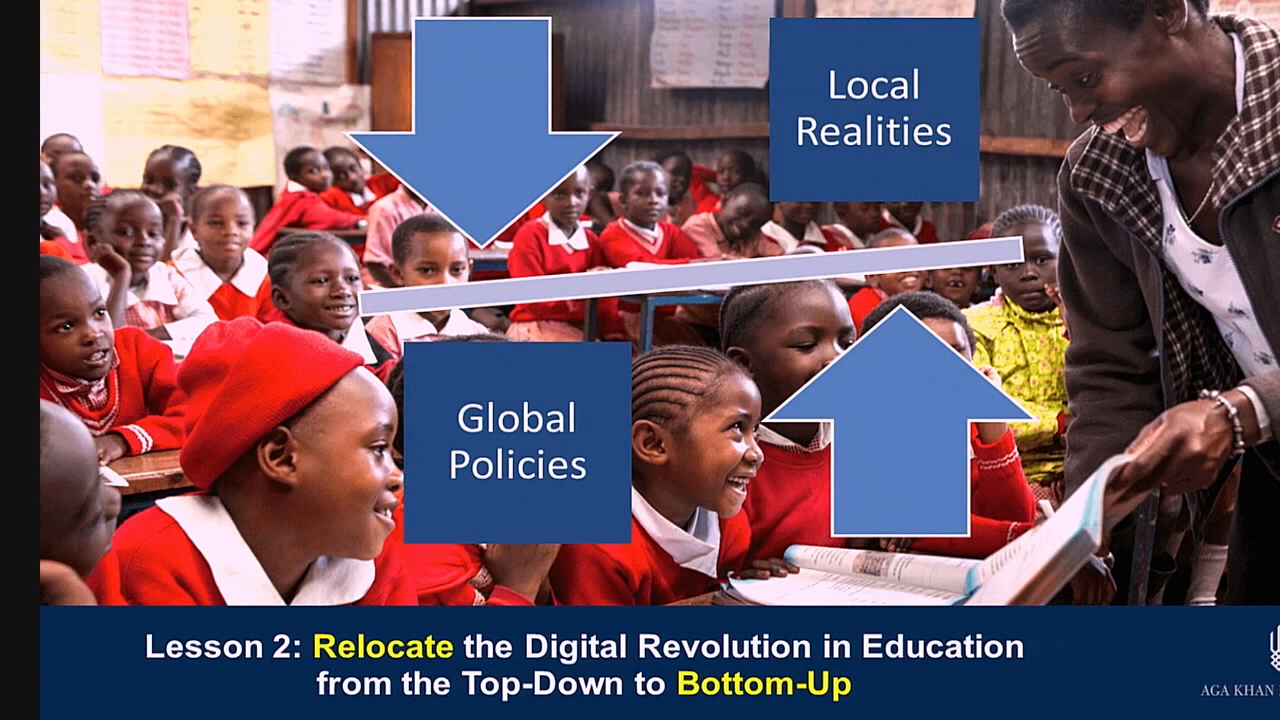 Local
Realities
Global
Policies
Lesson 2: Relocate the Digital Revolution in Education
from the Top-Down to Bottom-Up
AGA KHAN